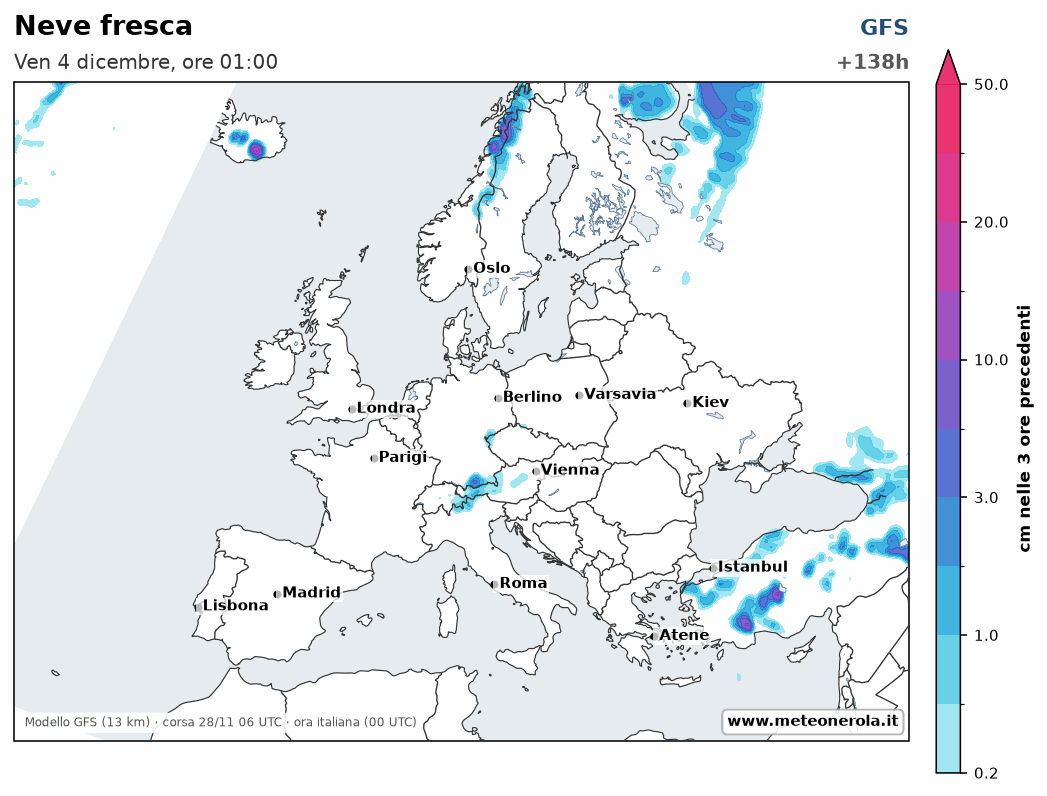 Neve fresca
GFS
Ven 4 dicembre, ore 01:00
+138h
50.0
20.0
10.0
3.0
1.0
0.2
cm nelle 3 ore precedenti
Oslo
Berlino
Varsavia
Kiev
Londra
Parigi
Vienna
Istanbul
Roma
Madrid
Lisbona
Atene
Modello GFS (13 km) · corsa 28/11 06 UTC · ora italiana (00 UTC)
www.meteonerola.it